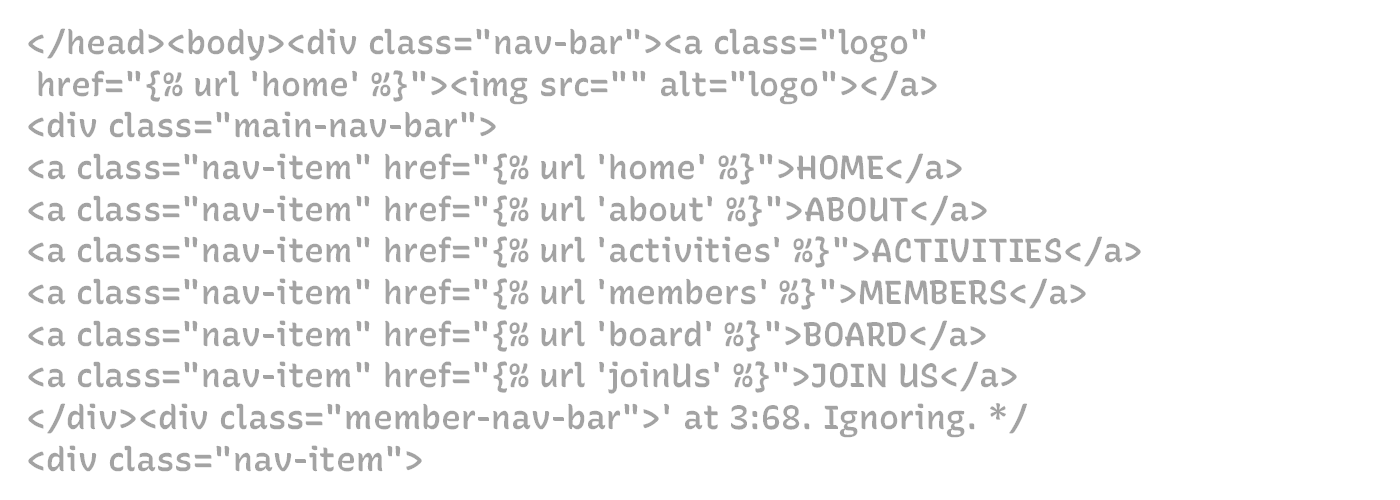 </head><body><div class="nav-bar"><a class="logo"
href="{% url 'home' %}"><img src="" alt="logo"></a>
<div class="main-nav-bar">
<a class="nav-item" href="{% url 'home' %}">HOME</a>
<a class="nav-item" href="{% url 'about' %}">ABOUT</a>
<a class="nav-item" href="{% url 'activities' %}">ACTIVITIES</a>
<a class="nav-item" href="{% url 'members' %}">MEMBERS</a>
<a class="nav-item" href="{% url 'board' %}">BOARD</a>
<a class="nav-item" href="{% url 'joinUs' %}">JOIN US</a>
</div><div class="member-nav-bar">' at 3:68. Ignoring. */
<div class="nav-item">